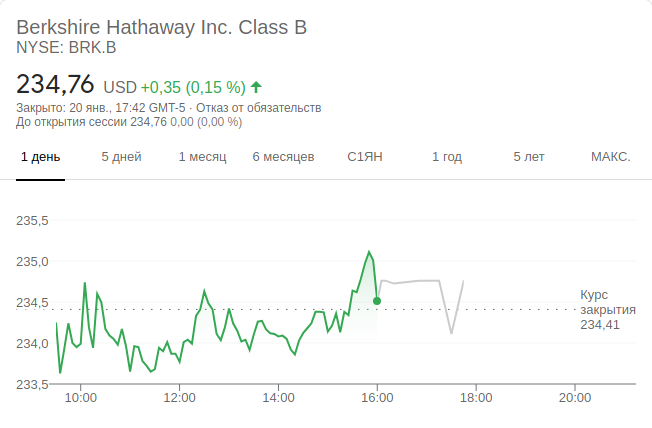 Berkshire Hathaway Inc. Class B
NYSE: BRK.B
234,76 USD +0,35 (0,15 %)
Закрыто: 20 янв., 17:42 GMT-5 · Отказ от обязательств
До открытия сессии 234,76 0,00 (0,00 %)
1 день 5 дней 1 месяц 6 месяцев С1ЯН 1 год 5 лет МАКС.
235,5
235,0
234,5
234,0
233,5
Курс
закрытия
234,41
10:00 12:00 14:00 16:00 18:00 20:00